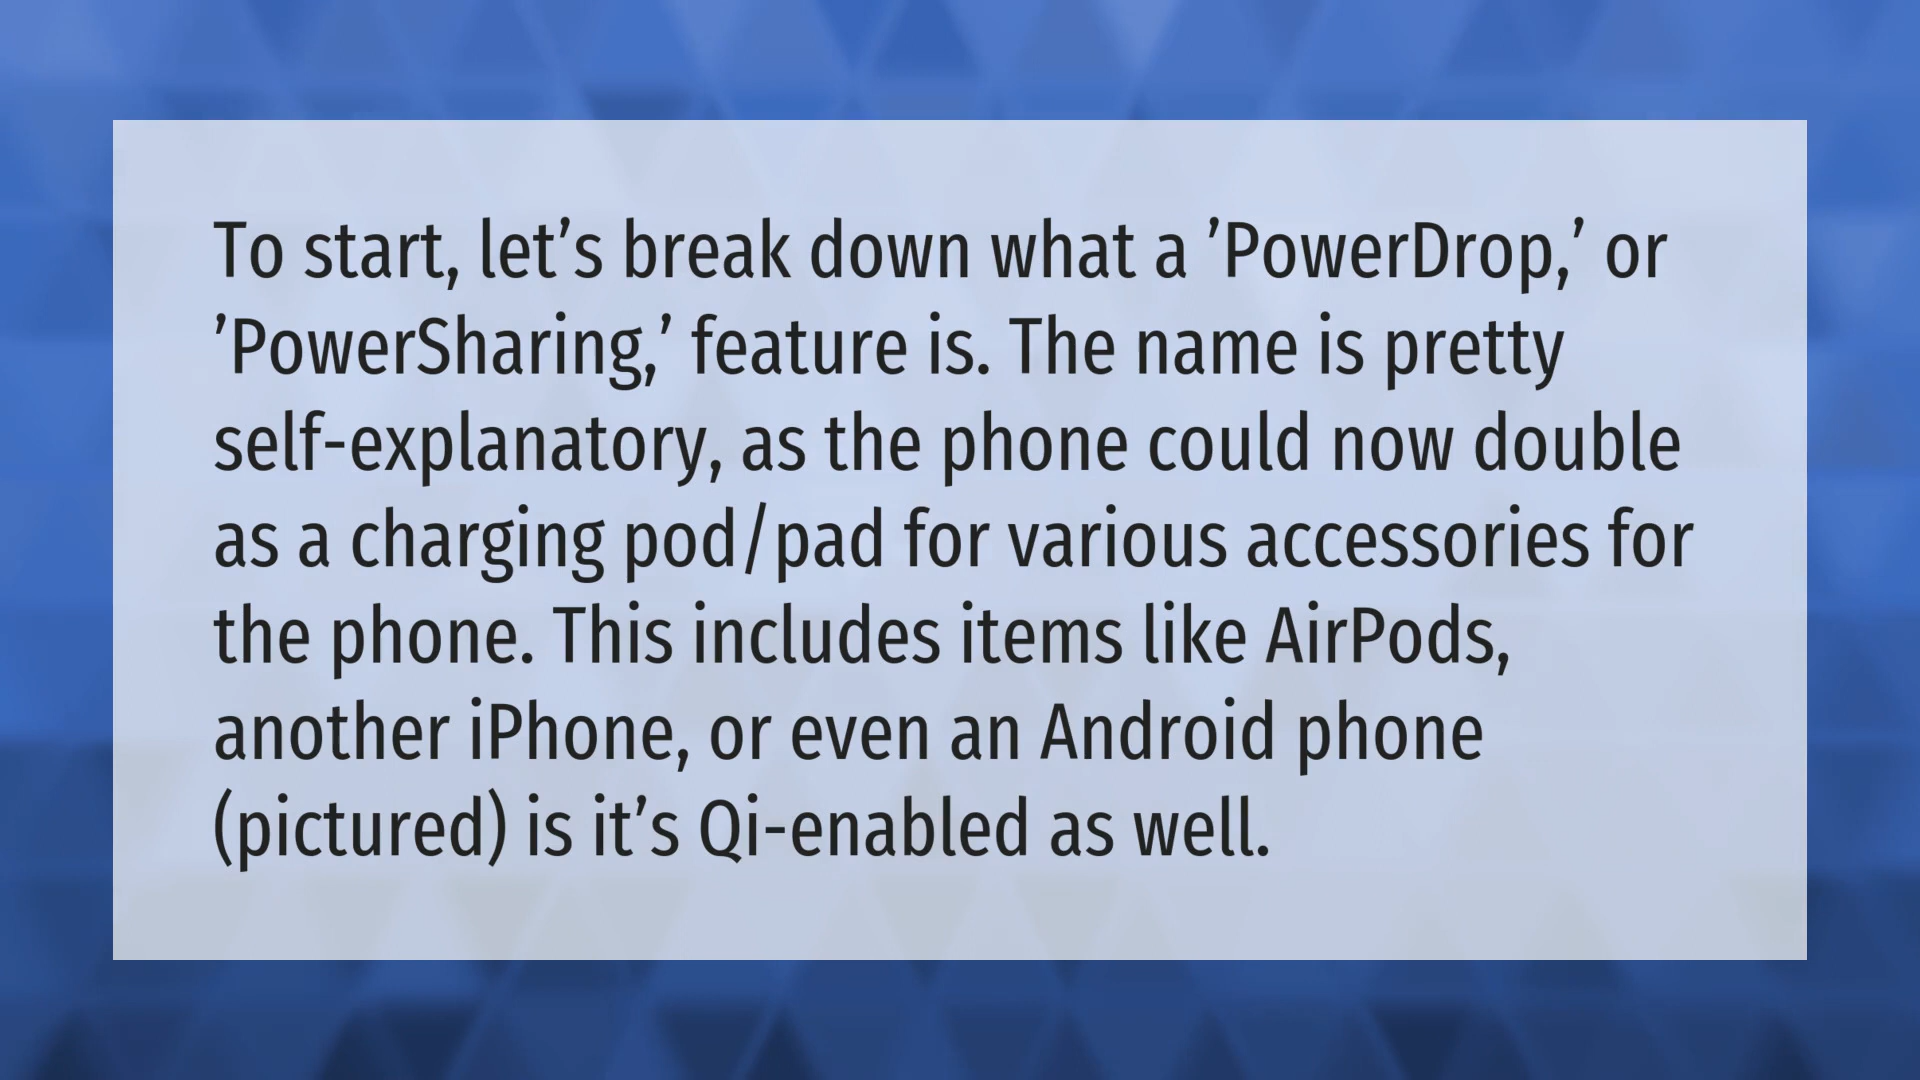 To start, let’s break down what a ’PowerDrop,’ or
’PowerSharing,’ feature is. The name is pretty
self-explanatory, as the phone could now double
as a charging pod/pad for various accessories for
the phone. This includes items like AirPods,
another iPhone, or even an Android phone
(pictured) is it’s Qi-enabled as well.